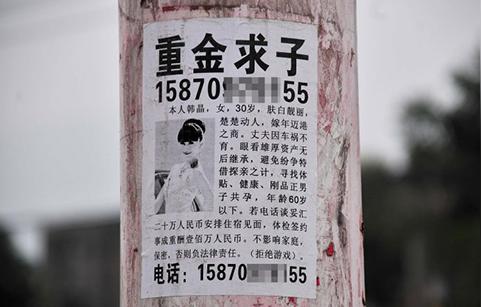 重金求子
15870 55
本人韩晶,女,30岁,肤白靓丽,
楚楚动人,嫁年迈港
之商。丈夫因车祸不
育。眼看雄厚资产无
后继承,避免纷争特
借探亲之计,寻找体
贴、健康、刚品正男
子共孕,年龄60岁
以下。若电话谈妥汇
二十万人民币安排住宿见面,体检签约
事成重酬壹佰万人民币。不影响家庭,
保密,否则负法律责任。(拒绝游戏)。
电话:15870 55